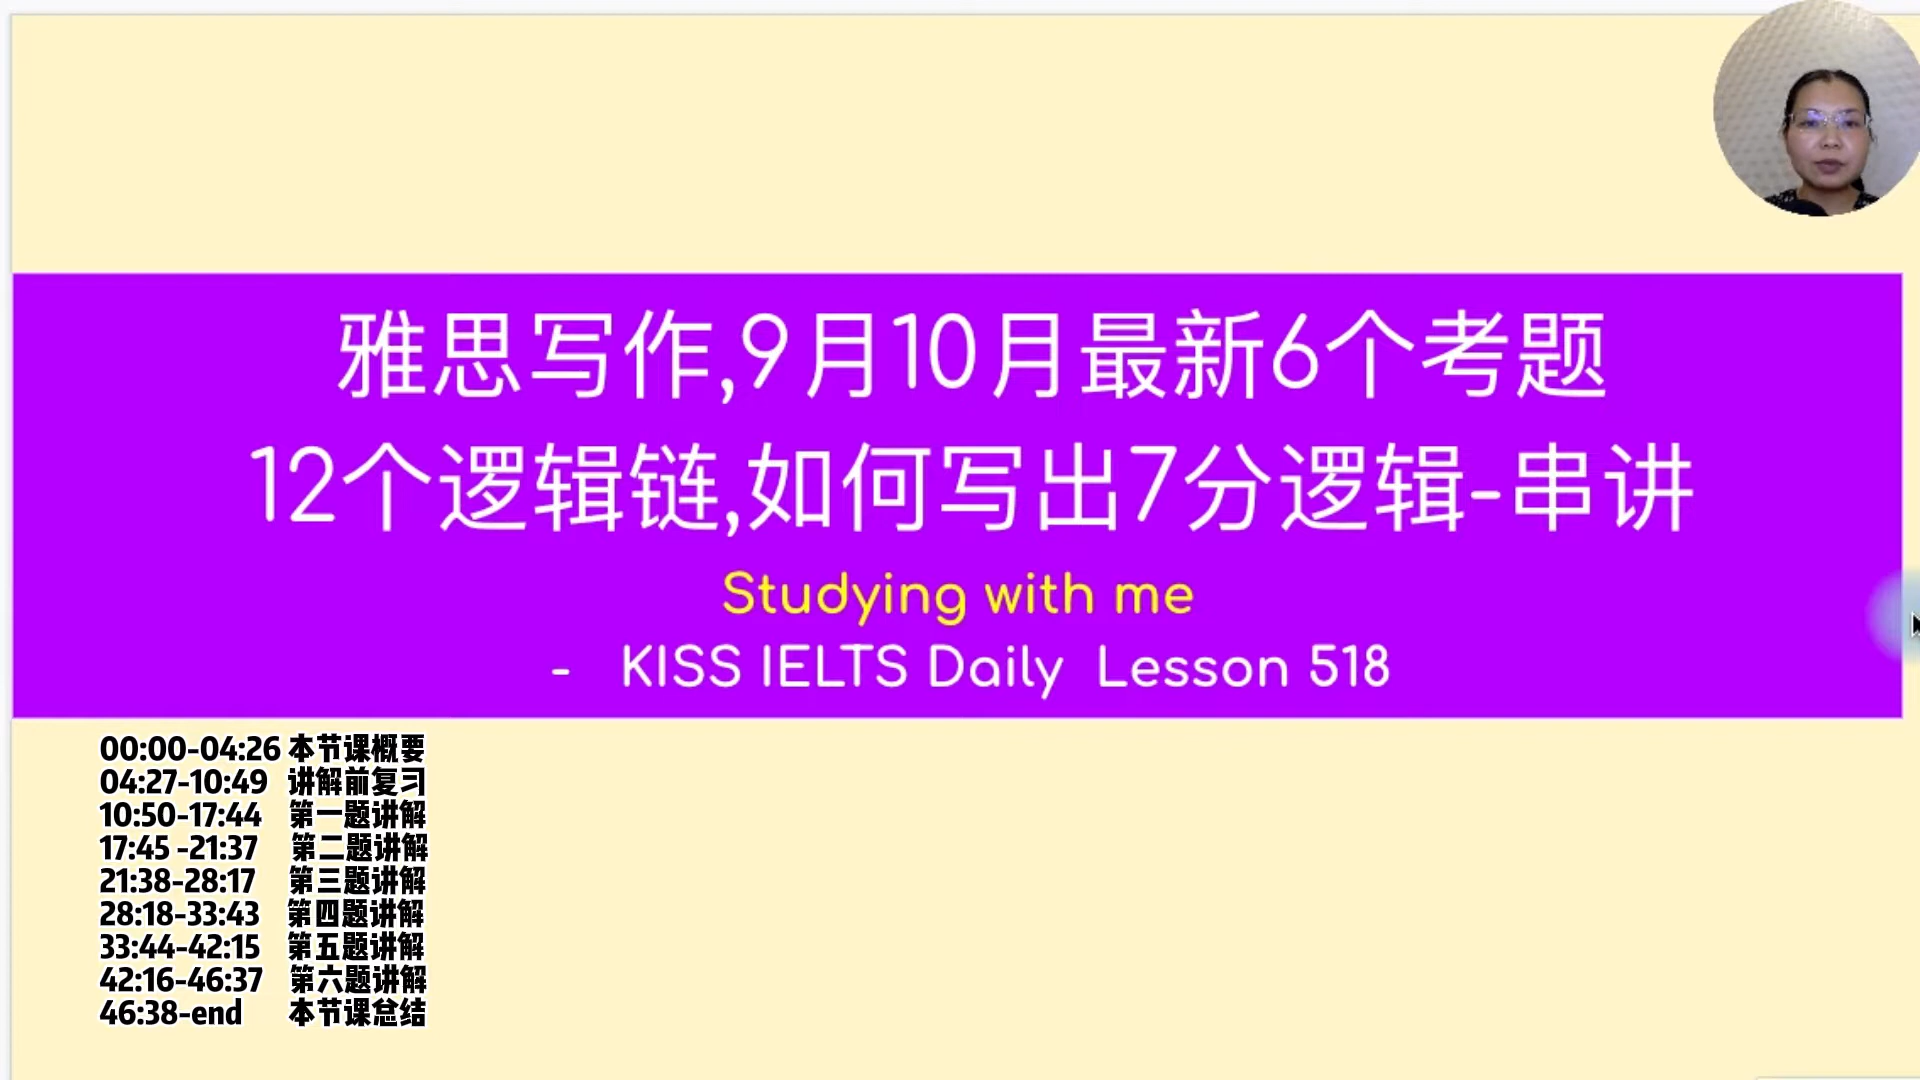 雅思写作,9月10月最新6个考题
12个逻辑链,如何写出7分逻辑-串讲
Studying with me
- KISS IELTS Daily Lesson 518
00:00-04:26 本节课概要
04:27-10:49 讲解前复习
10:50-17:44 第一题讲解
17:45 -21:37 第二题讲解
21:38-28:17 第三题讲解
28:18-33:43 第四题讲解
33:44-42:15 第五题讲解
42:16-46:37 第六题讲解
46:38-end 本节课总结